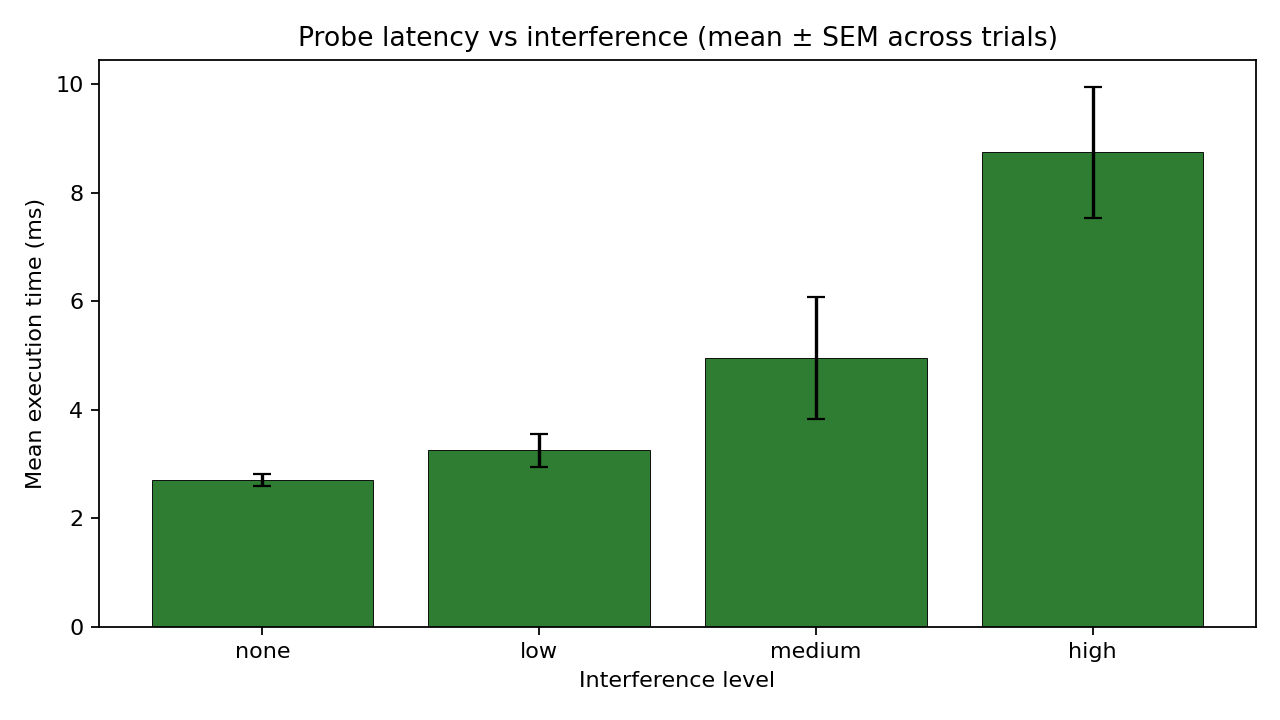 Probe latency vs interference (mean ± SEM across trials)
Mean execution time (ms)
10
8
6
4
2
0
none low medium high
Interference level